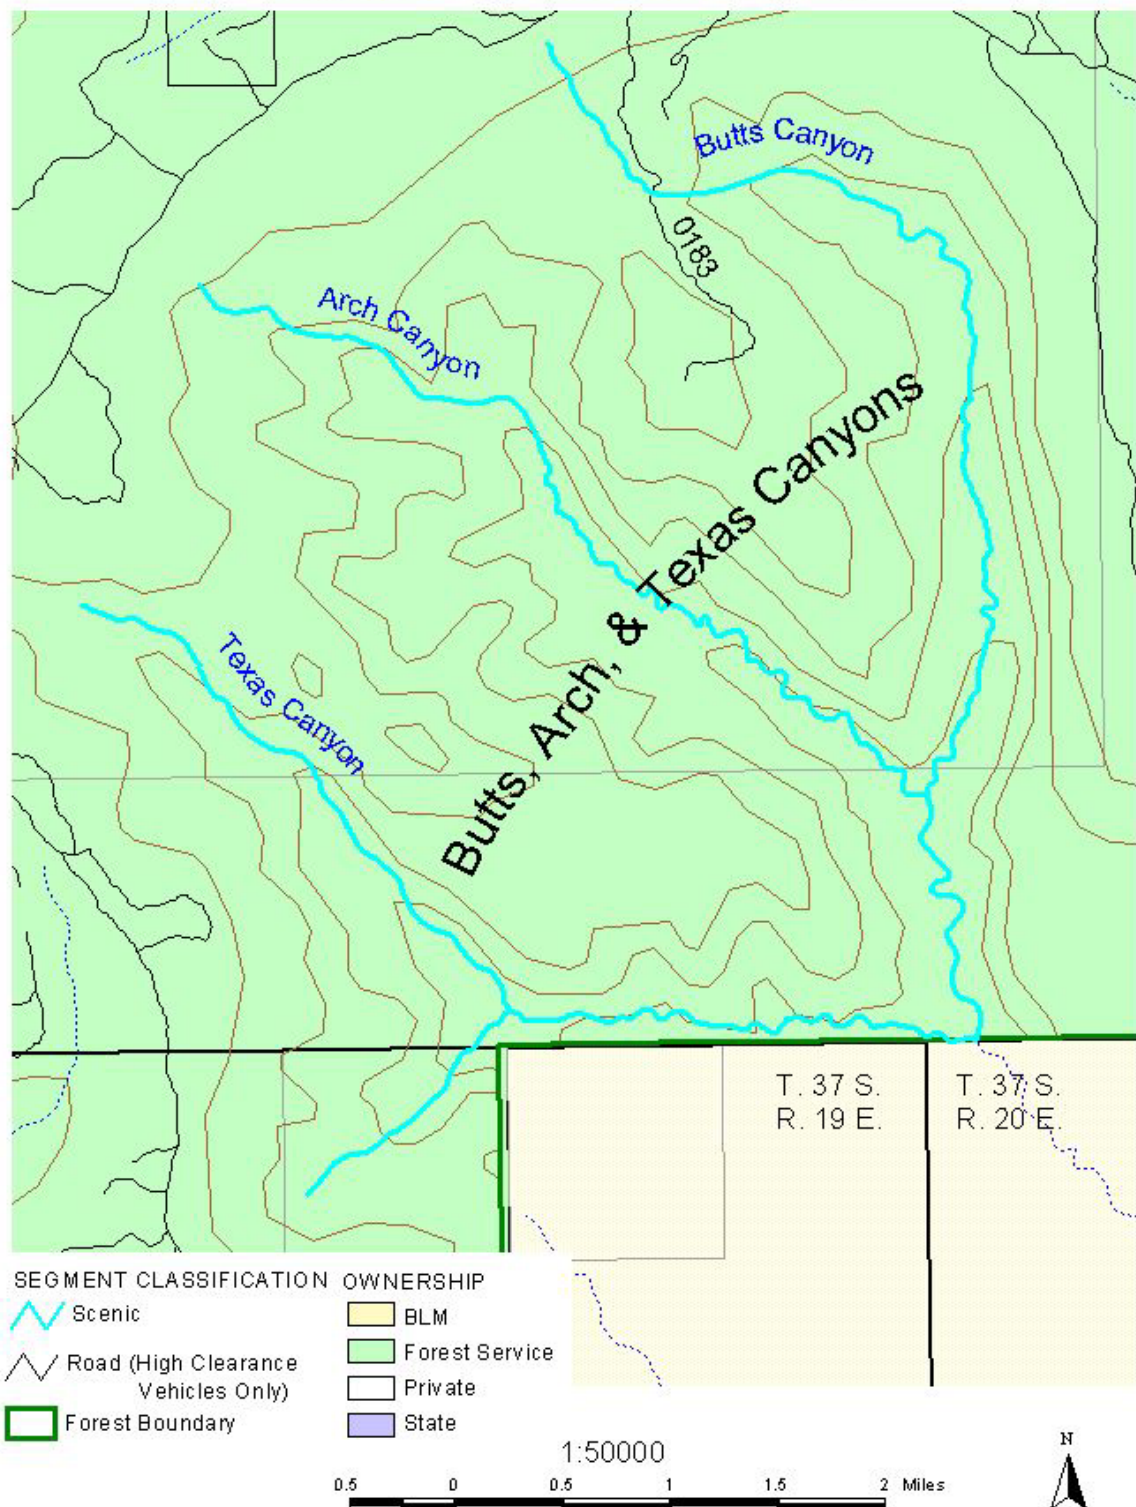 Butts Canyon
0183
Arch Canyon
Butts, Arch, & Texas Canyons
Texas Canyon
T. 37 S.
R. 19 E.
T. 37 S.
R. 20 E.
SEGMENT CLASSIFICATION
Scenic
Road (High Clearance
Vehicles Only)
Forest Boundary
OWNERSHIP
BLM
Forest Service
Private
State
1:50000
0.5 0 0.5 1 1.5 2 Miles
N